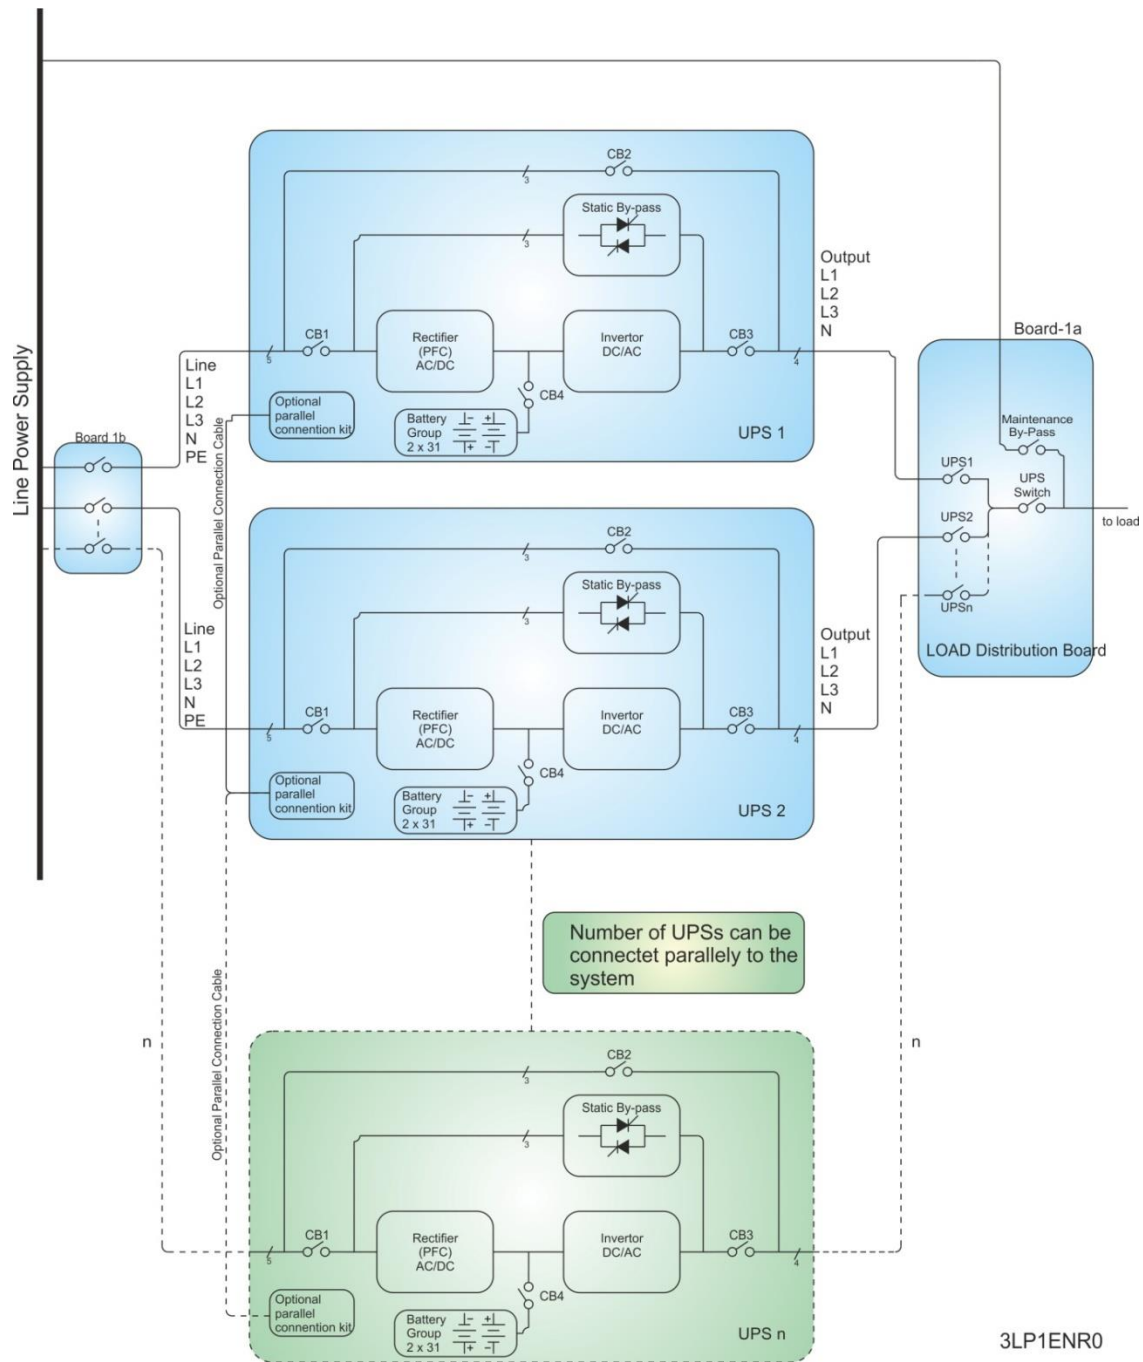 Line Power Supply
Board 1b
Line
L1
L2
L3
N
PE
Optional Parallel Connection Cable
CB2
3
Static By-pass
3
CB1
5
Rectifier
(PFC)
AC/DC
Invertor
DC/AC
CB3
4
CB4
Optional
parallel
connection kit
Battery
Group
2 x 31
UPS 1
Output
L1
L2
L3
N
Board-1a
Maintenance
By-Pass
UPS1
UPS
Switch
UPS2
to load
UPSn
LOAD Distribution Board
Line
L1
L2
L3
N
PE
CB2
3
Static By-pass
3
CB1
5
Rectifier
(PFC)
AC/DC
Invertor
DC/AC
CB3
4
CB4
Optional
parallel
connection kit
Battery
Group
2 x 31
UPS 2
Output
L1
L2
L3
N
Number of UPSs can be
connectet parallely to the
system
n
Optional Parallel Connection Cable
n
CB2
3
Static By-pass
3
CB1
5
Rectifier
(PFC)
AC/DC
Invertor
DC/AC
CB3
4
CB4
Optional
parallel
connection kit
Battery
Group
2 x 31
UPS n
3LP1ENR0